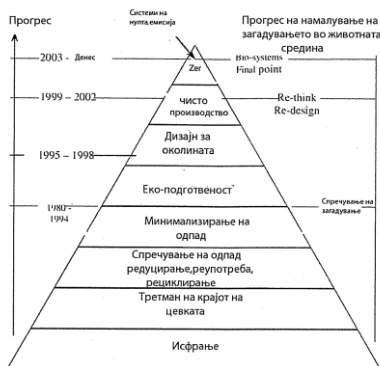 Прогрес
Системи на
нулта,емисија
Прогрес на намалување на
загадувањето во животната
средина
2003 - Денес
Zer
Bio-systems
Final point
1999 – 2002
чисто
производство
Re-think
Re-design
Дизајн за
околината
1995 – 1998
Еко-подготвеност
1980 -
1994
Спречување на
загадување
Минимализирање на
отпад
Спречување на отпад
редуцирање,реупотреба,
рециклирање
Третман на крајот на
цевката
Исфрање